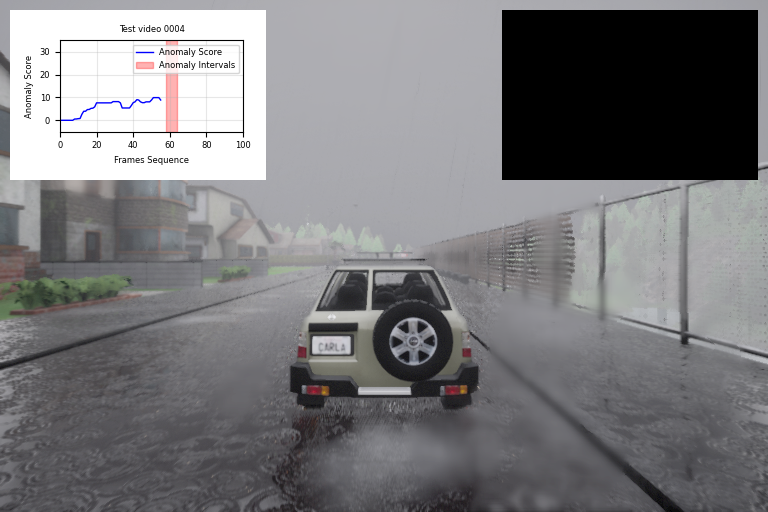 Test video 0004
Anomaly Score
Anomaly Intervals
30
20
10
0
Anomaly Score
0 20 40 60 80 100
Frames Sequence
CARLA